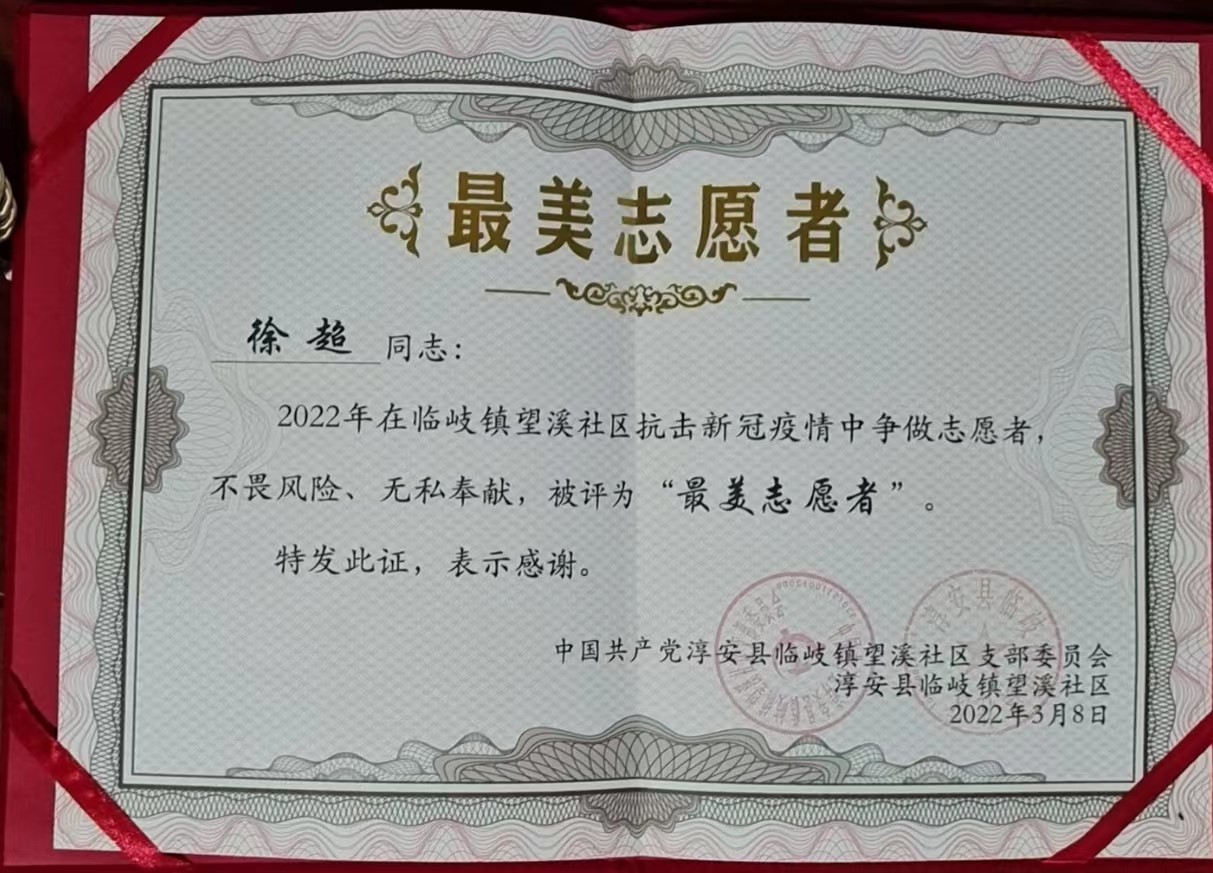 最美志愿者
徐超 同志：
2022年在临岐镇望溪社区抗击新冠疫情中争做志愿者，
不畏风险、无私奉献，被评为“最美志愿者”。
特发此证，表示感谢。
淳安县临岐
中国共产党淳安县临岐镇望溪社区支部委员会
淳安县临岐镇望溪社区
2022年3月8日